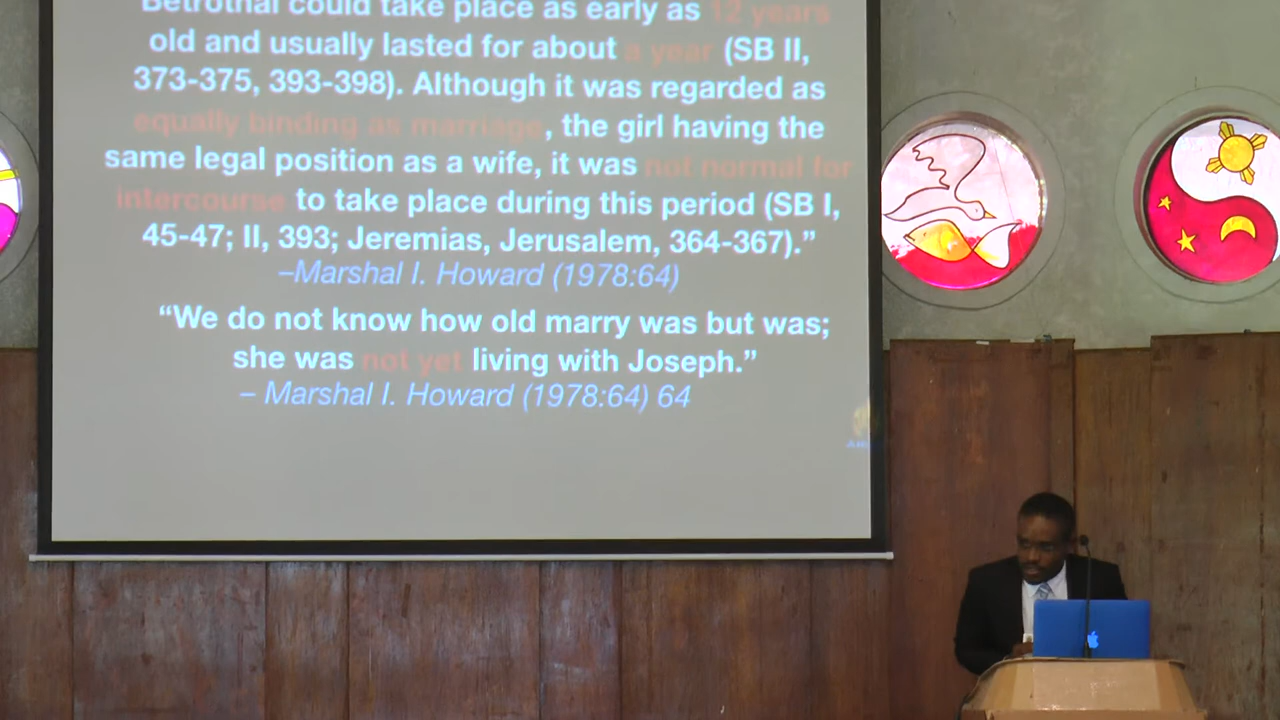 Betrothal could take place as early as 12 years
old and usually lasted for about a year (SB II,
373-375, 393-398). Although it was regarded as
equally binding as marriage, the girl having the
same legal position as a wife, it was not normal for
intercourse to take place during this period (SB I,
45-47; II, 393; Jeremias, Jerusalem, 364-367).”
–Marshal I. Howard (1978:64)
“We do not know how old marry was but was;
she was not yet living with Joseph.”
– Marshal I. Howard (1978:64) 64